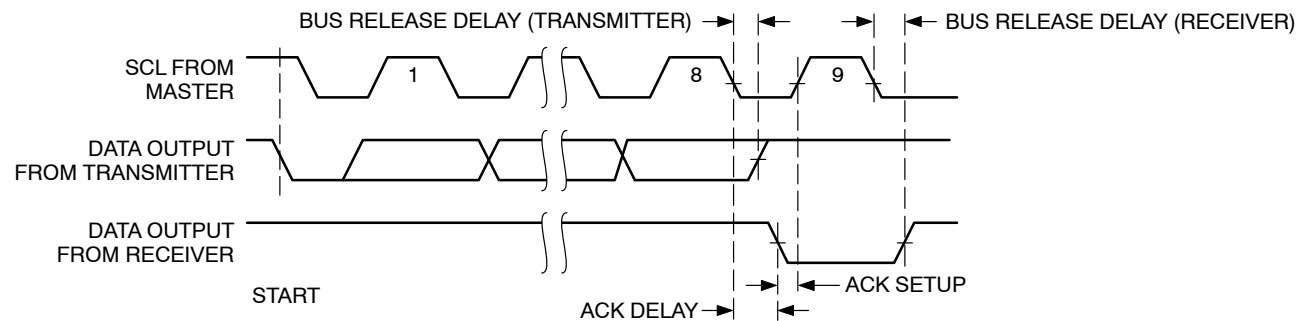 BUS RELEASE DELAY (TRANSMITTER)
BUS RELEASE DELAY (RECEIVER)
SCL FROM
MASTER
1
8
9
DATA OUTPUT
FROM TRANSMITTER
DATA OUTPUT
FROM RECEIVER
START
ACK SETUP
ACK DELAY